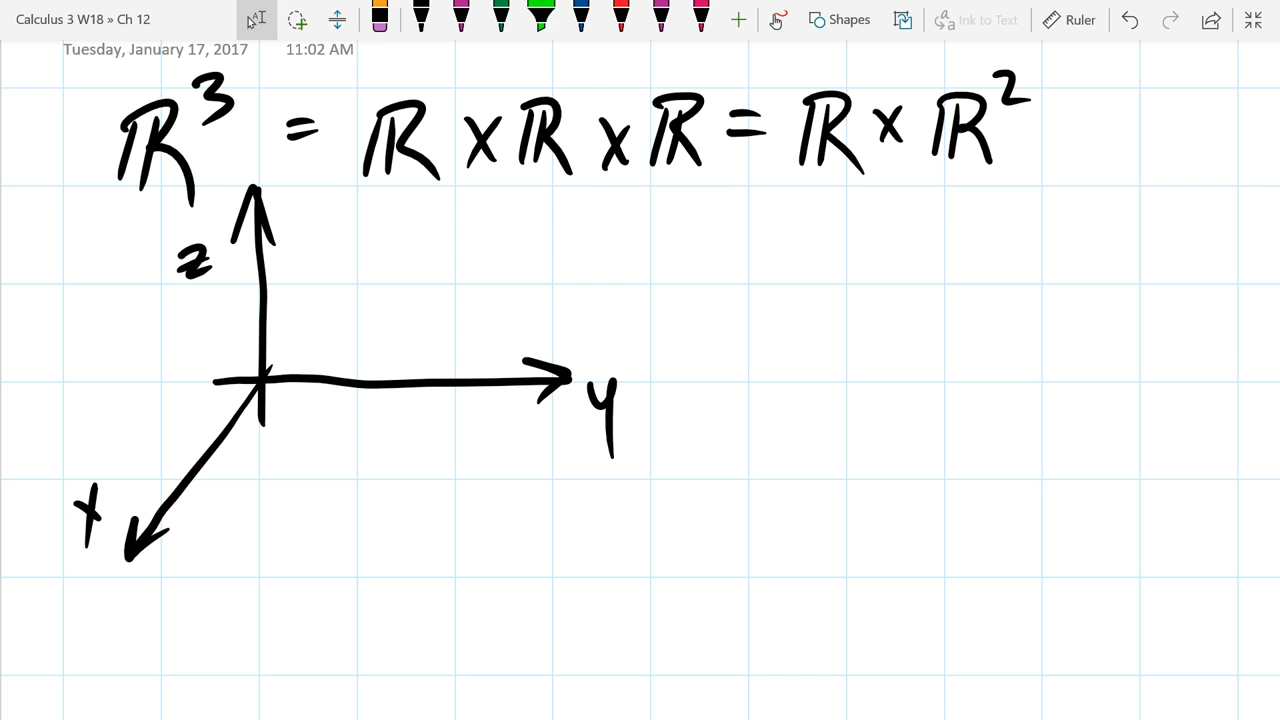 Calculus 3 W18 » Ch 12 Shapes Ink to Text Ruler
Tuesday, January 17, 2017 11:02 AM
ℝ³ = ℝ × ℝ × ℝ = ℝ × ℝ²
z
y
x